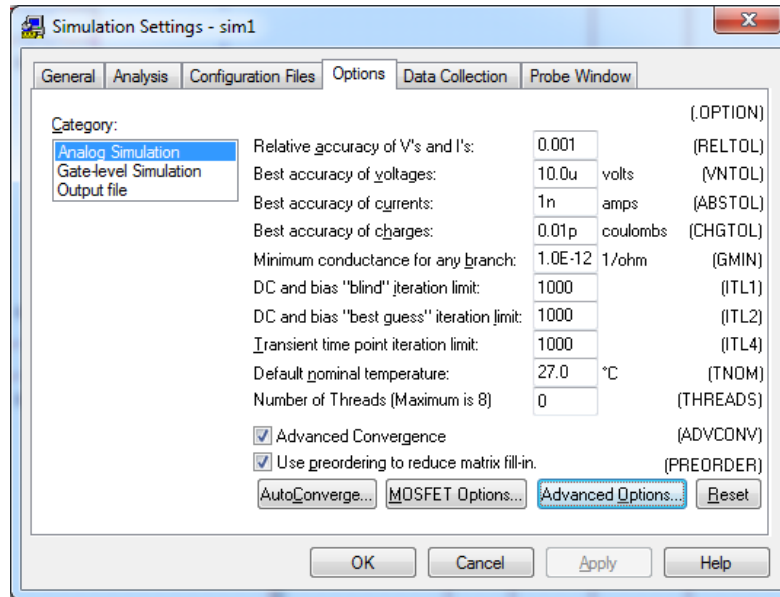 Simulation Settings - sim1
General Analysis Configuration Files Options Data Collection Probe Window
(.OPTION)
Category:
Analog Simulation
Gate-level Simulation
Output file
Relative accuracy of V's and I's: 0.001 (RELTOL)
Best accuracy of voltages: 10.0u volts (VNTOL)
Best accuracy of currents: 1n amps (ABSTOL)
Best accuracy of charges: 0.01p coulombs (CHGTOL)
Minimum conductance for any branch: 1.0E-12 1/ohm (GMIN)
DC and bias "blind" iteration limit: 1000 (ITL1)
DC and bias "best guess" iteration limit: 1000 (ITL2)
Transient time point iteration limit: 1000 (ITL4)
Default nominal temperature: 27.0 °C (TNOM)
Number of Threads (Maximum is 8) 0 (THREADS)
Advanced Convergence (ADVCONV)
Use preordering to reduce matrix fill-in. (PREORDER)
AutoConverge... MOSFET Options... Advanced Options... Reset
OK Cancel Apply Help